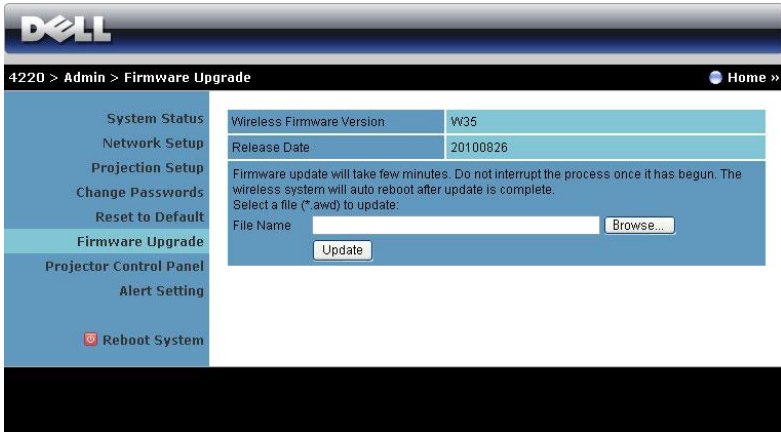 DELL
4220 > Admin > Firmware Upgrade
Home »
System Status
Network Setup
Projection Setup
Change Passwords
Reset to Default
Firmware Upgrade
Projector Control Panel
Alert Setting
Reboot System
Wireless Firmware Version W35
Release Date 20100826
Firmware update will take few minutes. Do not interrupt the process once it has begun. The
wireless system will auto reboot after update is complete.
Select a file (*.awd) to update:
File Name Browse...
Update